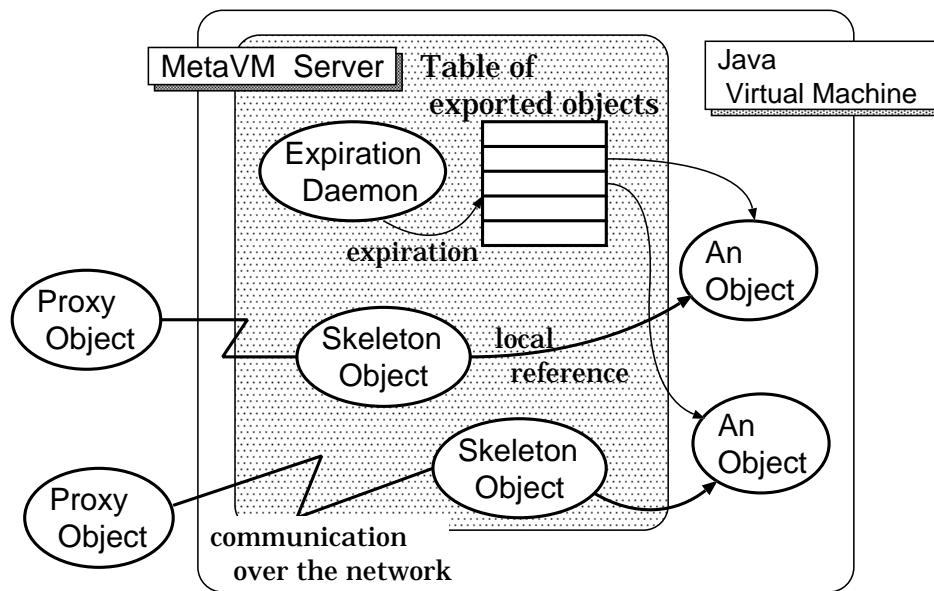 MetaVM Server
Table of
exported objects
Java
Virtual Machine
Expiration
Daemon
expiration
An
Object
Proxy
Object
Skeleton
Object
local
reference
An
Object
Skeleton
Object
Proxy
Object
communication
over the network